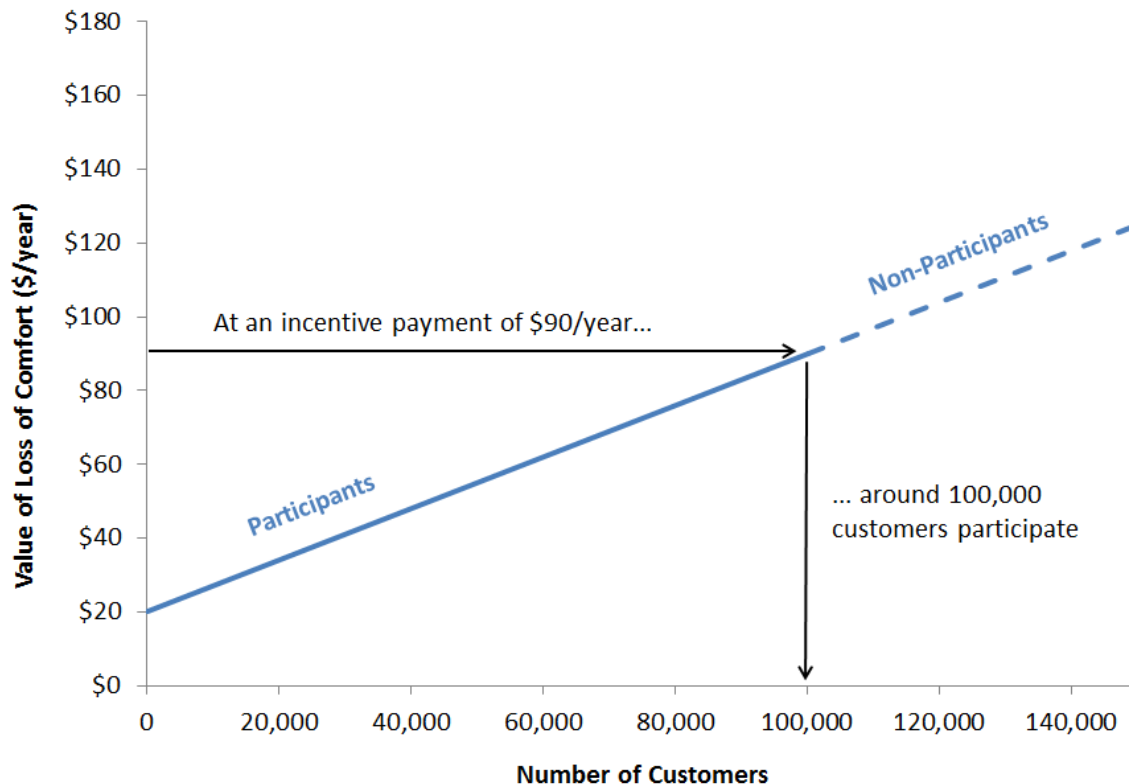 $180
$160
$140
$120
$100
$80
$60
$40
$20
$0
Value of Loss of Comfort ($/year)
Non-Participants
At an incentive payment of $90/year...
Participants
... around 100,000
customers participate
0 20,000 40,000 60,000 80,000 100,000 120,000 140,000
Number of Customers